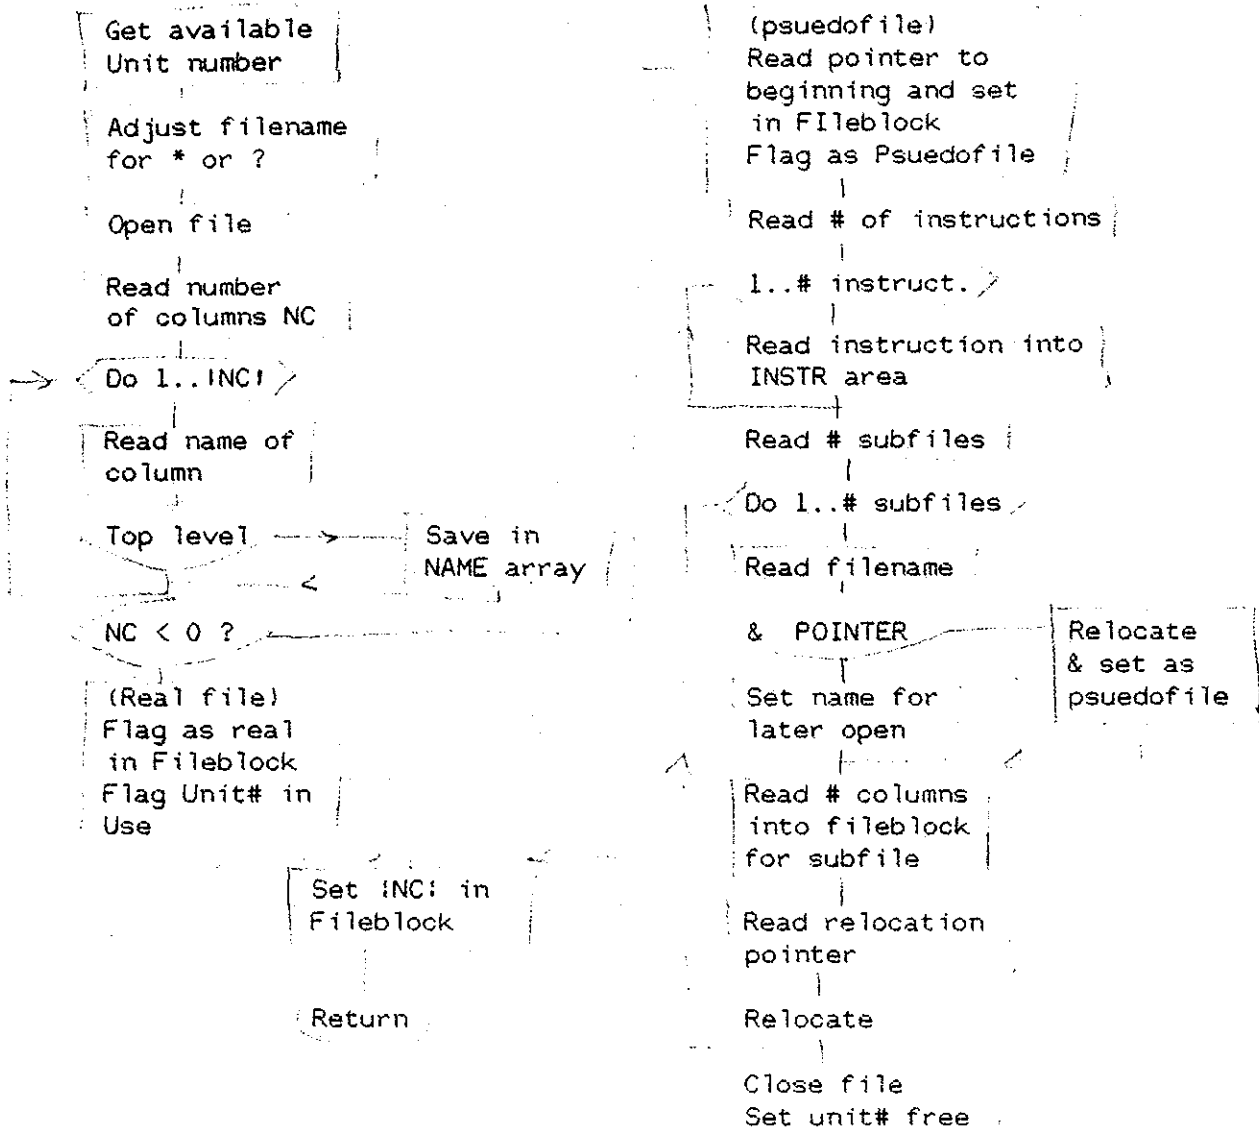 Get available
Unit number
Adjust filename
for * or ?
Open file
Read number
of columns NC
Do 1..!NC!
Read name of
column
Top level
Save in
NAME array
NC < 0 ?
(Real file)
Flag as real
in Fileblock
Flag Unit# in
Use
Set !NC! in
Fileblock
Return
(psuedofile)
Read pointer to
beginning and set
in FIleblock
Flag as Psuedofile
Read # of instructions
1..# instruct.
Read instruction into
INSTR area
Read # subfiles
Do 1..# subfiles
Read filename
& POINTER
Relocate
& set as
psuedofile
Set name for
later open
Read # columns
into fileblock
for subfile
Read relocation
pointer
Relocate
Close file
Set unit# free